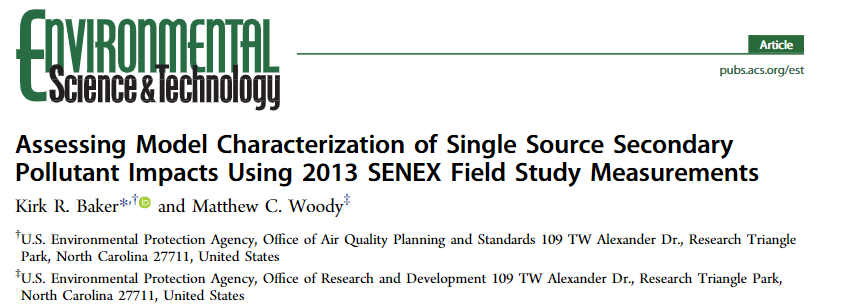 ENVIRONMENTAL
Science & Technology
Article
pubs.acs.org/est
Assessing Model Characterization of Single Source Secondary
Pollutant Impacts Using 2013 SENEX Field Study Measurements
Kirk R. Baker*,† and Matthew C. Woody‡
†U.S. Environmental Protection Agency, Office of Air Quality Planning and Standards 109 TW Alexander Dr., Research Triangle
Park, North Carolina 27711, United States
‡U.S. Environmental Protection Agency, Office of Research and Development 109 TW Alexander Dr., Research Triangle Park,
North Carolina 27711, United States